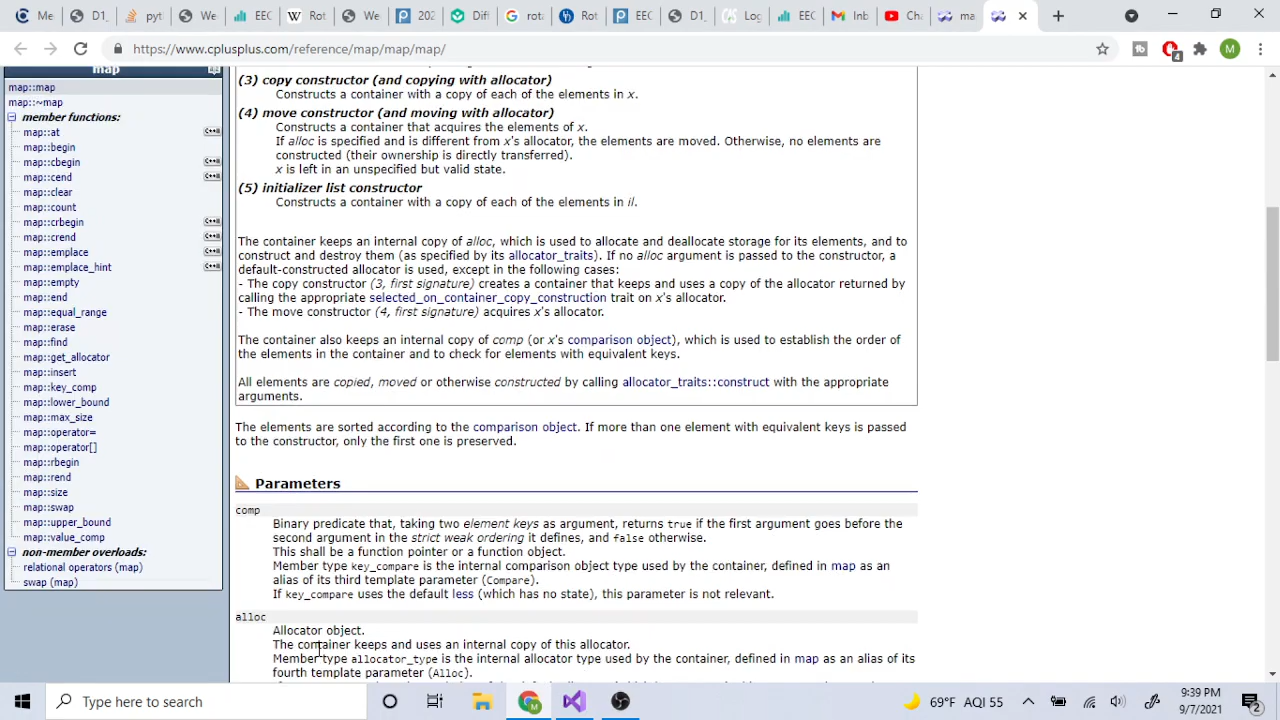 Me
D1_
pytl
We
EEC
Rot
We
202
Diff
rota
Rot
EEC
D1_
Log
EEC
Inb
Cha
ma
ma
https://www.cplusplus.com/reference/map/map/map/
4
M
map
map::map
map::~map
member functions:
map::at
map::begin
map::cbegin
map::cend
map::clear
map::count
map::crbegin
map::crend
map::emplace
map::emplace_hint
map::empty
map::end
map::equal_range
map::erase
map::find
map::get_allocator
map::insert
map::key_comp
map::lower_bound
map::max_size
map::operator=
map::operator[]
map::rbegin
map::rend
map::size
map::swap
map::upper_bound
map::value_comp
non-member overloads:
relational operators (map)
swap (map)
(3) copy constructor (and copying with allocator)
Constructs a container with a copy of each of the elements in x.
(4) move constructor (and moving with allocator)
Constructs a container that acquires the elements of x.
If alloc is specified and is different from x's allocator, the elements are moved. Otherwise, no elements are
constructed (their ownership is directly transferred).
x is left in an unspecified but valid state.
(5) initializer list constructor
Constructs a container with a copy of each of the elements in il.
The container keeps an internal copy of alloc, which is used to allocate and deallocate storage for its elements, and to
construct and destroy them (as specified by its allocator_traits). If no alloc argument is passed to the constructor, a
default-constructed allocator is used, except in the following cases:
- The copy constructor (3, first signature) creates a container that keeps and uses a copy of the allocator returned by
calling the appropriate selected_on_container_copy_construction trait on x's allocator.
- The move constructor (4, first signature) acquires x's allocator.
The container also keeps an internal copy of comp (or x's comparison object), which is used to establish the order of
the elements in the container and to check for elements with equivalent keys.
All elements are copied, moved or otherwise constructed by calling allocator_traits::construct with the appropriate
arguments.
The elements are sorted according to the comparison object. If more than one element with equivalent keys is passed
to the constructor, only the first one is preserved.
Parameters
comp
Binary predicate that, taking two element keys as argument, returns true if the first argument goes before the
second argument in the strict weak ordering it defines, and false otherwise.
This shall be a function pointer or a function object.
Member type key_compare is the internal comparison object type used by the container, defined in map as an
alias of its third template parameter (Compare).
If key_compare uses the default less (which has no state), this parameter is not relevant.
alloc
Allocator object.
The container keeps and uses an internal copy of this allocator.
Member type allocator_type is the internal allocator type used by the container, defined in map as an alias of its
fourth template parameter (Alloc).
Type here to search
69°F AQI 55
9:39 PM
9/7/2021
2